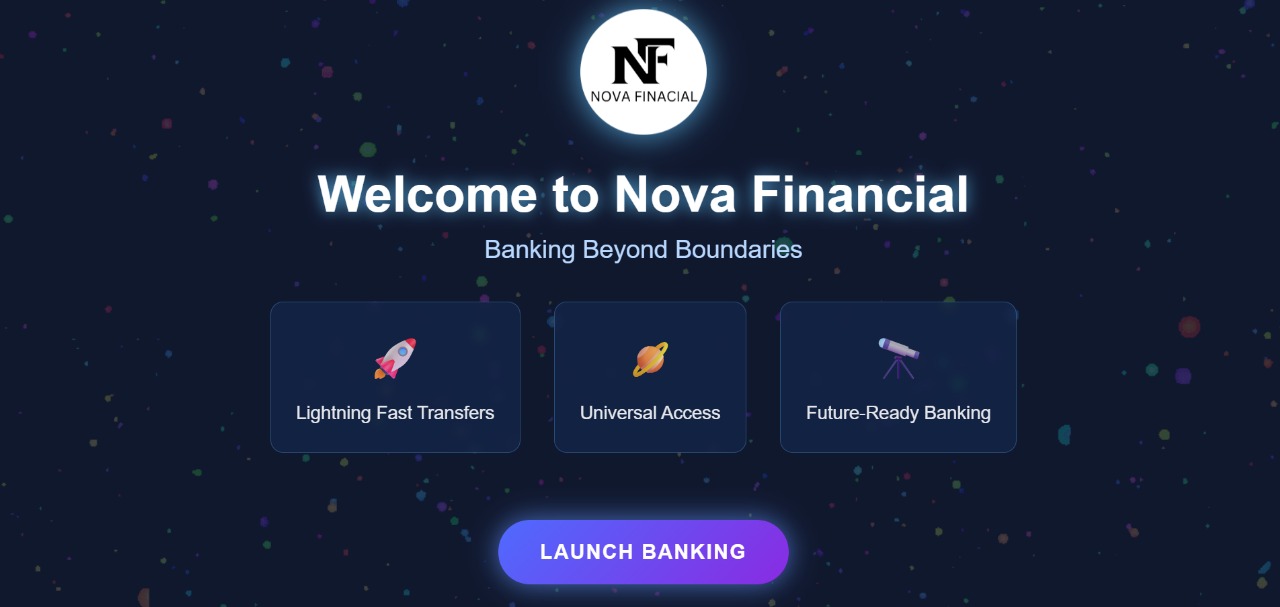 NF
NOVA FINACIAL
Welcome to Nova Financial
Banking Beyond Boundaries
Lightning Fast Transfers
Universal Access
Future-Ready Banking
LAUNCH BANKING